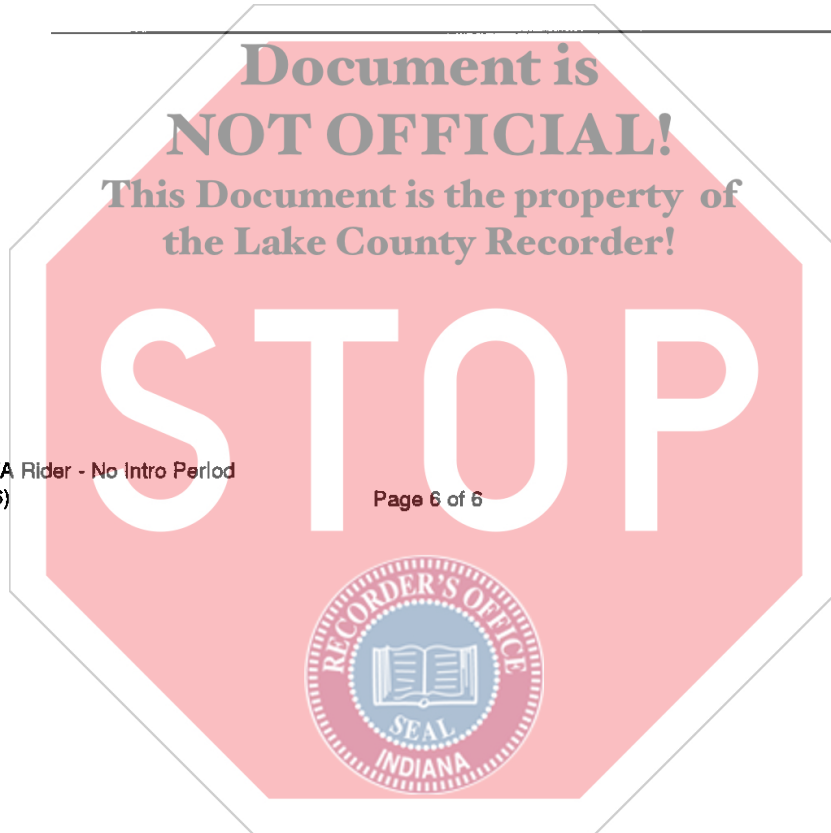 Document is
NOT OFFICIAL!
This Document is the property of
the Lake County Recorder!
STOP
A Rider - No Intro Period
6)
Page 6 of 6
RECORDER'S OFFICE
SEAL
INDIANA